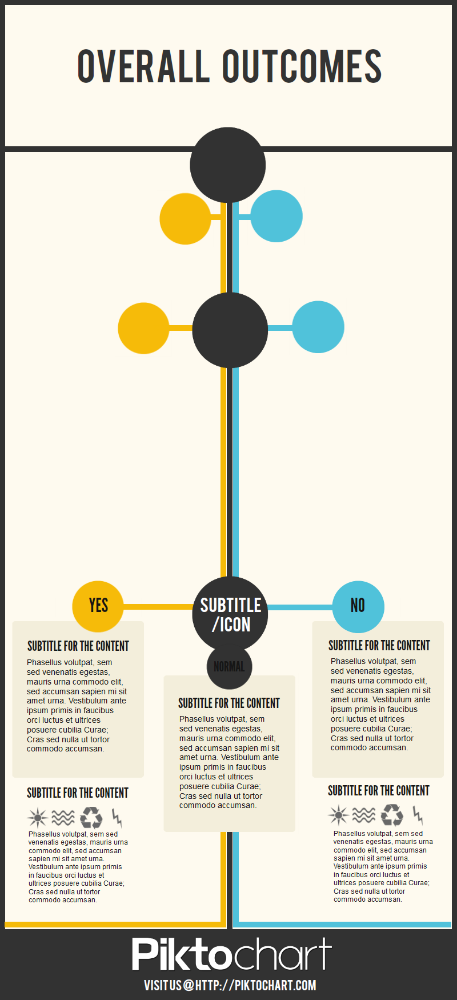 OVERALL OUTCOMES
YES
SUBTITLE
/ICON
NO
SUBTITLE FOR THE CONTENT
Phasellus volutpat, sem
sed venenatis egestas,
mauris urna commodo elit,
sed accumsan sapien mi sit
amet urna. Vestibulum ante
ipsum primis in faucibus
orci luctus et ultrices
posuere cubilia Curae;
Cras sed nulla ut tortor
commodo accumsan.
NORMAL
SUBTITLE FOR THE CONTENT
Phasellus volutpat, sem
sed venenatis egestas,
mauris urna commodo elit,
sed accumsan sapien mi sit
amet urna. Vestibulum ante
ipsum primis in faucibus
orci luctus et ultrices
posuere cubilia Curae;
Cras sed nulla ut tortor
commodo accumsan.
SUBTITLE FOR THE CONTENT
Phasellus volutpat, sem
sed venenatis egestas,
mauris urna commodo elit,
sed accumsan sapien mi sit
amet urna. Vestibulum ante
ipsum primis in faucibus
orci luctus et ultrices
posuere cubilia Curae;
Cras sed nulla ut tortor
commodo accumsan.
SUBTITLE FOR THE CONTENT
Phasellus volutpat, sem sed
venenatis egestas, mauris urna
commodo elit, sed accumsan
sapien mi sit amet urna.
Vestibulum ante ipsum primis
in faucibus orci luctus et
ultrices posuere cubilia Curae;
Cras sed nulla ut tortor
commodo accumsan.
SUBTITLE FOR THE CONTENT
Phasellus volutpat, sem sed
venenatis egestas, mauris urna
commodo elit, sed accumsan
sapien mi sit amet urna.
Vestibulum ante ipsum primis
in faucibus orci luctus et
ultrices posuere cubilia Curae;
Cras sed nulla ut tortor
commodo accumsan.
Piktochart
VISIT US @ HTTP://PIKTOCHART.COM